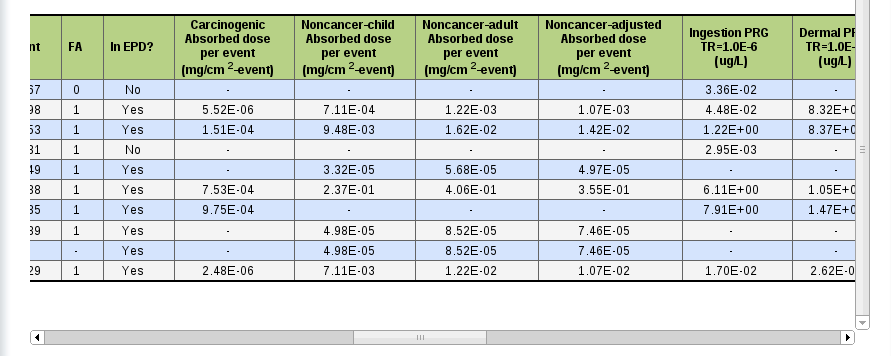 nt FA In EPD? Carcinogenic Absorbed dose per event (mg/cm 2-event) Noncancer-child Absorbed dose per event (mg/cm 2-event) Noncancer-adult Absorbed dose per event (mg/cm 2-event) Noncancer-adjusted Absorbed dose per event (mg/cm 2-event) Ingestion PRG TR=1.0E-6 (ug/L) Dermal PR TR=1.0E- (ug/L)
67 0 No - - - - 3.36E-02 -
98 1 Yes 5.52E-06 7.11E-04 1.22E-03 1.07E-03 4.48E-02 8.32E+0
53 1 Yes 1.51E-04 9.48E-03 1.62E-02 1.42E-02 1.22E+00 8.37E+0
31 1 No - - - - 2.95E-03 -
49 1 Yes - 3.32E-05 5.68E-05 4.97E-05 - -
38 1 Yes 7.53E-04 2.37E-01 4.06E-01 3.55E-01 6.11E+00 1.05E+0
35 1 Yes 9.75E-04 - - - 7.91E+00 1.47E+0
39 1 Yes - 4.98E-05 8.52E-05 7.46E-05 - -
- Yes - 4.98E-05 8.52E-05 7.46E-05 - -
29 1 Yes 2.48E-06 7.11E-03 1.22E-02 1.07E-02 1.70E-02 2.62E-0